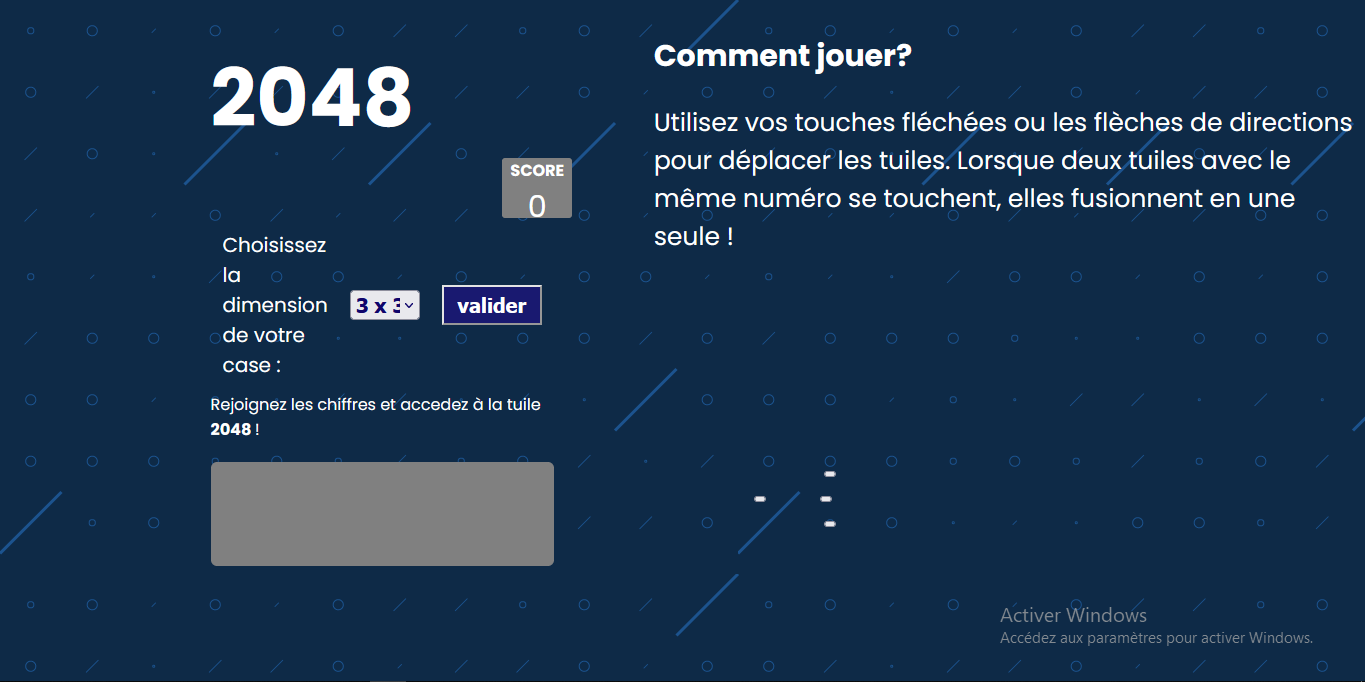 2048
SCORE
0
Choisissez
la
dimension
de votre
case :
3 x 3
valider
Rejoignez les chiffres et accedez à la tuile
2048 !
Comment jouer?
Utilisez vos touches fléchées ou les flèches de directions
pour déplacer les tuiles. Lorsque deux tuiles avec le
même numéro se touchent, elles fusionnent en une
seule !
Activer Windows
Accédez aux paramètres pour activer Windows.